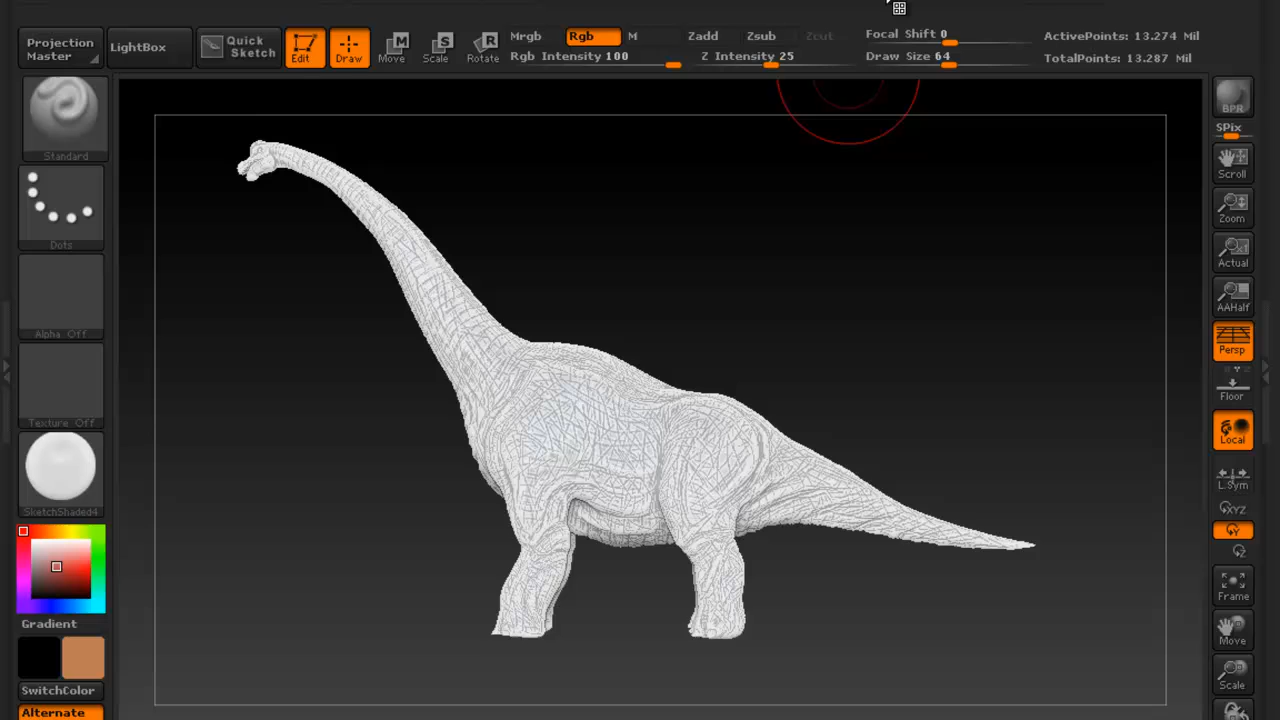 Projection
Master
LightBox
Quick
Sketch
Edit
Draw
Move
Scale
Rotate
Mrgb
Rgb
M
Rgb Intensity 100
Zadd
Zsub
Zcut
Z Intensity 25
Focal Shift 0
Draw Size 64
ActivePoints: 13.274 Mil
TotalPoints: 13.287 Mil
Standard
Dots
Alpha Off
Texture Off
SketchShaded4
Gradient
SwitchColor
Alternate
BPR
SPix
Scroll
Zoom
Actual
AAHalf
Persp
Floor
Local
L.Sym
XYZ
Y
Z
Frame
Move
Scale